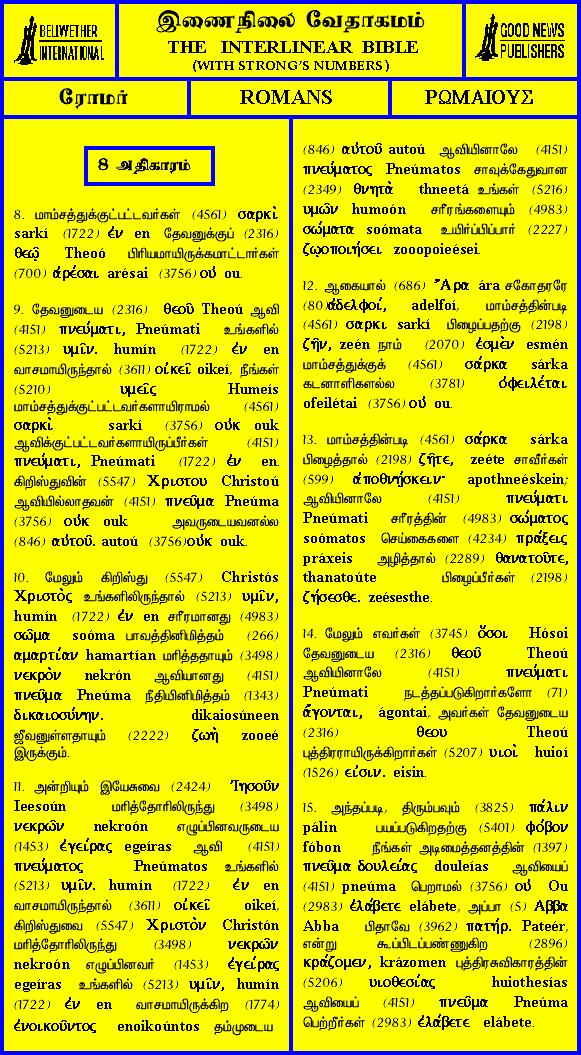 BELLWETHER
INTERNATIONAL
இணைநிலை வேதாகமம்
THE INTERLINEAR BIBLE
(WITH STRONG'S NUMBERS)
GOOD NEWS
PUBLISHERS
ரோமர்
ROMANS
ΡΩΜΑΙΟΥΣ
8 அதிகாரம்
8. மாம்சத்துக்குட்பட்டவர்கள் (4561) σαρκὶ
sarkí (1722) ἐν en தேவனுக்குப் (2316)
θεῷ Theoó பிரியமாயிருக்கமாட்டார்கள்
(700) ἀρέσαι arésai (3756) οὐ ou.
9. தேவனுடைய (2316) θεοῦ Theoú ஆவி
(4151) πνεύματι, Pneúmati உங்களில்
(5213) υμῖν. humín (1722) ἐν en
வாசமாயிருந்தால் (3611) οἰκεῖ oikeí, நீங்கள்
(5210) υμεῖς Humeís
மாம்சத்துக்குட்பட்டவர்களாயிராமல் (4561)
σαρκὶ sarkí (3756) οὐκ ouk
ஆவிக்குட்பட்டவர்களாயிருப்பீர்கள் (4151)
πνεύματι, Pneúmati (1722) ἐν en.
கிறிஸ்துவின் (5547) Χριστου Christoú
ஆவியில்லாதவன் (4151) πνεῦμα Pneúma
(3756) οὐκ ouk அவருடையவனல்ல
(846) αὐτοῦ. autoú (3756)οὐκ ouk.
10. மேலும் கிறிஸ்து (5547) Christós
Χριστὸς உங்களிலிருந்தால் (5213) υμῖν,
humín (1722) ἐν en சரீரமானது (4983)
σῶμα soóma பாவத்தினிமித்தம் (266)
αμαρτίαν hamartían மரித்ததாயும் (3498)
νεκρὸν nekrón ஆவியானது (4151)
πνεῦμα Pneúma நீதியினிமித்தம் (1343)
δικαιοσύνην. dikaiosúneen
ஜீவனுள்ளதாயும் (2222) ζωὴ zooeé
இருக்கும்.
11. அன்றியும் இயேசுவை (2424) Ἰησοῦν
Ieesoún மரித்தோரிலிருந்து (3498)
νεκρῶν nekroón எழுப்பினவருடைய
(1453) ἐγείρας egeíras ஆவி (4151)
πνεύματος Pneúmatos உங்களில்
(5213) υμῖν. humín (1722) ἐν en
வாசமாயிருந்தால் (3611) οἰκεῖ oikeí,
கிறிஸ்துவை (5547) Χριστὸν Christón
மரித்தோரிலிருந்து (3498) νεκρῶν
nekroón எழுப்பினவர் (1453) ἐγείρας
egeíras உங்களில் (5213) υμῖν, humín
(1722) ἐν en வாசமாயிருக்கிற (1774)
ἐνοικοῦντος enoikoúntos தம்முடைய
(846) αὐτοῦ autoú ஆவியினாலே (4151)
πνεύματος Pneúmatos சாவுக்கேதுவான
(2349) θνητὰ thneetá உங்கள் (5216)
υμῶν humoón சரீரங்களையும் (4983)
σώματα soómata உயிர்ப்பிப்பார் (2227)
ζῳοποιήσει zooopoieései.
12. ஆகையால் (686) Ἄρα ára சகோதரரே
(80)ἀδελφοί, adelfoí, மாம்சத்தின்படி
(4561) σαρκι sarkí பிழைப்பதற்கு (2198)
ζῆν, zeén நாம் (2070) ἐσμὲν esmén
மாம்சத்துக்குக் (4561) σάρκα sárka
கடனாளிகளல்ல (3781) ὀφειλέται
ofeilétai (3756) οὐ ou.
13. மாம்சத்தின்படி (4561) σάρκα sárka
பிழைத்தால் (2198) ζῆτε, zeéte சாவீர்கள்
(599) ἀποθνήσκειν· apothneéskein;
ஆவியினாலே (4151) πνεύματι
Pneúmati சரீரத்தின் (4983) σώματος
soómatos செய்கைகளை (4234) πράξεις
práxeis அழித்தால் (2289) θανατοῦτε,
thanatoúte பிழைப்பீர்கள் (2198)
ζήσεσθε. zeésesthe.
14. மேலும் எவர்கள் (3745) ὅσοι Hósoi
தேவனுடைய (2316) θεοῦ Theoú
ஆவியினாலே (4151) πνεύματι
Pneúmati நடத்தப்படுகிறார்களோ (71)
ἄγονται, ágontai, அவர்கள் தேவனுடைய
(2316) θεου Theoú
புத்திரராயிருக்கிறார்கள் (5207) υιοὶ huioí
(1526) εἰσιν. eisin.
15. அந்தப்படி, திரும்பவும் (3825) πάλιν
pálin பயப்படுகிறதற்கு (5401) φόβον
fóbon நீங்கள் அடிமைத்தனத்தின் (1397)
πνεῦμα δουλείας douleías ஆவியைப்
(4151) pneúma பெறாமல் (3756) οὐ Ou
(2983) ἐλάβετε elábete, அப்பா (5) Αββα
Abba பிதாவே (3962) πατήρ. Pateér,
என்று கூப்பிடப்பண்ணுகிற (2896)
κράζομεν, krázomen புத்திரசுவிகாரத்தின்
(5206) υιοθεσίας huiothesías
ஆவியைப் (4151) πνεῦμα Pneúma
பெற்றீர்கள் (2983) ἐλάβετε elábete.